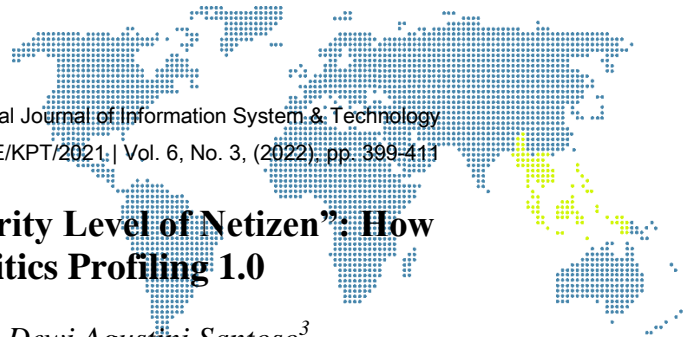 al Journal of Information System & Technology
E/KPT/2021 | Vol. 6, No. 3, (2022), pp. 399-411
rity Level of Netizen”: How
itics Profiling 1.0
Dewi Agustini Santoso3